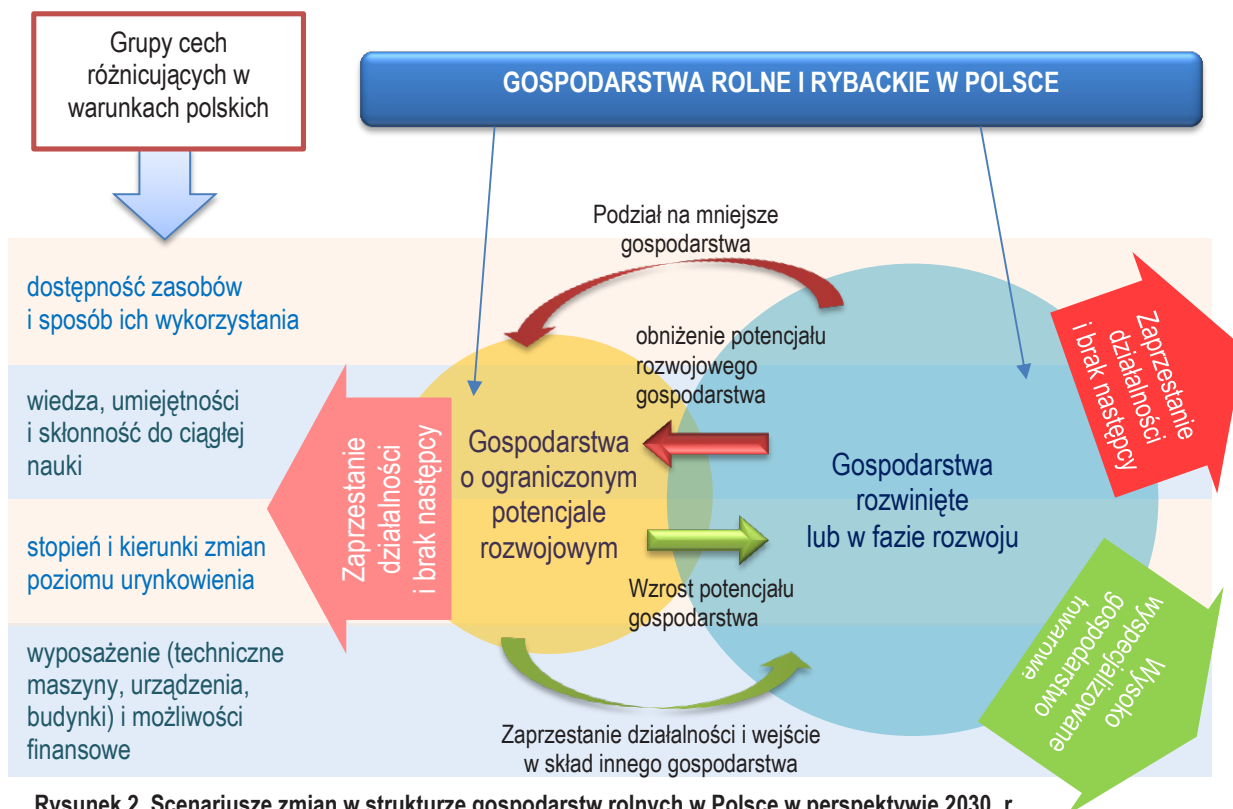 Grupy cech
różnicujących w
warunkach polskich
GOSPODARSTWA ROLNE I RYBACKIE W POLSCE
Podział na mniejsze
gospodarstwa
dostępność zasobów
i sposób ich wykorzystania
wiedza, umiejętności
i skłonność do ciągłej
nauki
stopień i kierunki zmian
poziomu urynkowienia
wyposażenie (techniczne
maszyny, urządzenia,
budynki) i możliwości
finansowe
Zaprzestanie
działalności
i brak następcy
Gospodarstwa
o ograniczonym
potencjale
rozwojowym
obniżenie potencjału
rozwojowego
gospodarstwa
Wzrost potencjału
gospodarstwa
Gospodarstwa
rozwinięte
lub w fazie rozwoju
Zaprzestanie
działalności
i brak następcy
Wysoko
wyspecjalizowane
gospodarstwo
towarowe
Zaprzestanie działalności i wejście
w skład innego gospodarstwa
Rysunek 2. Scenariusze zmian w strukturze gospodarstw rolnych w Polsce w perspektywie 2030 r.